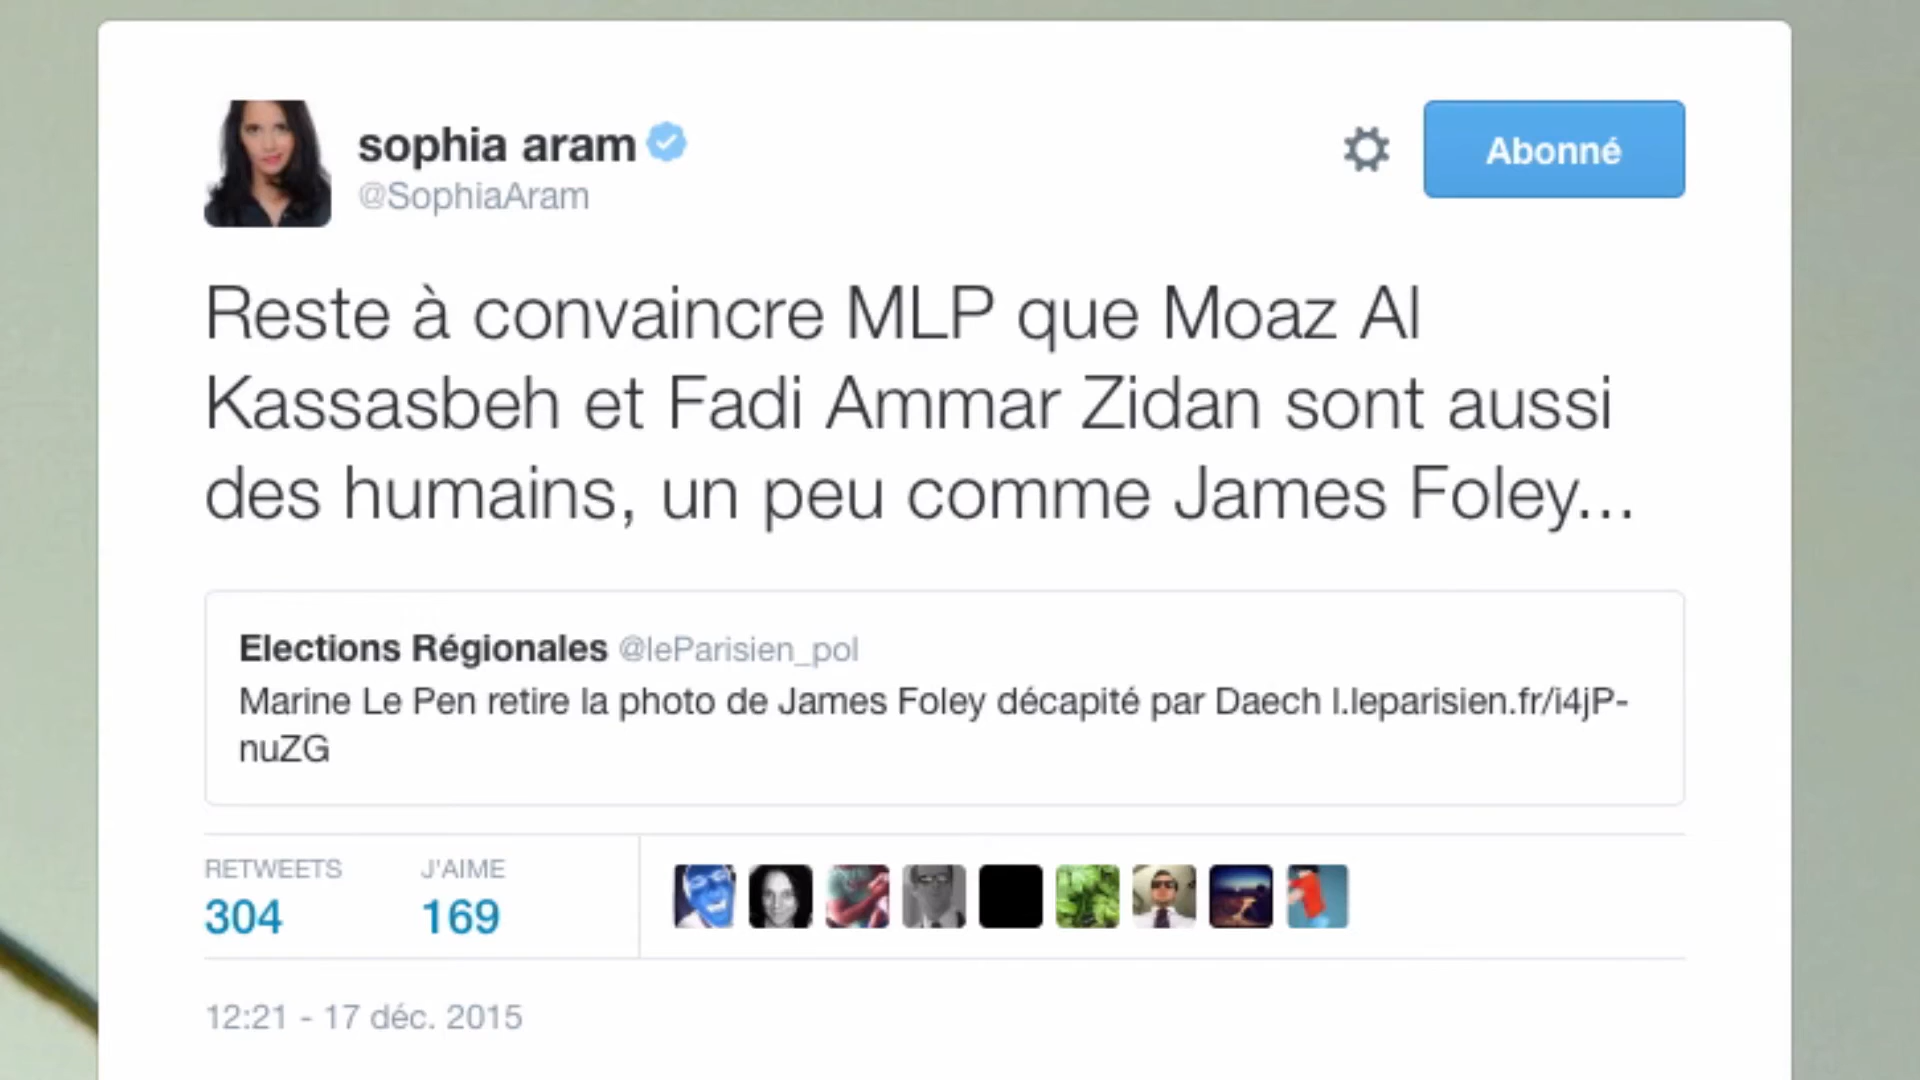 sophia aram
@SophiaAram
Abonné
Reste à convaincre MLP que Moaz Al
Kassasbeh et Fadi Ammar Zidan sont aussi
des humains, un peu comme James Foley...
Elections Régionales @leParisien_pol
Marine Le Pen retire la photo de James Foley décapité par Daech l.leparisien.fr/i4jP-
nuZG
RETWEETS J'AIME
304 169
12:21 - 17 déc. 2015